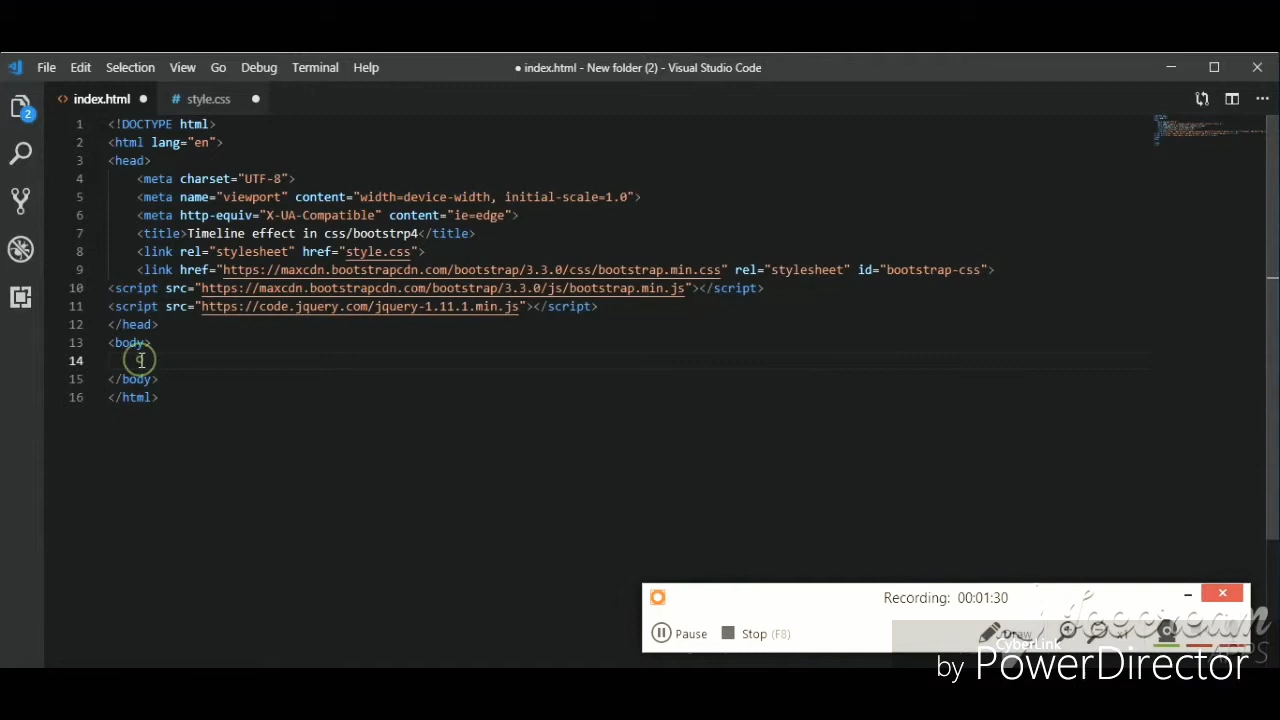 File Edit Selection View Go Debug Terminal Help ● index.html - New folder (2) - Visual Studio Code
2
<> index.html ● # style.css ●
1 <!DOCTYPE html>
2 <html lang="en">
3 <head>
4 <meta charset="UTF-8">
5 <meta name="viewport" content="width=device-width, initial-scale=1.0">
6 <meta http-equiv="X-UA-Compatible" content="ie=edge">
7 <title>Timeline effect in css/bootstrp4</title>
8 <link rel="stylesheet" href="style.css">
9 <link href="https://maxcdn.bootstrapcdn.com/bootstrap/3.3.0/css/bootstrap.min.css" rel="stylesheet" id="bootstrap-css">
10 <script src="https://maxcdn.bootstrapcdn.com/bootstrap/3.3.0/js/bootstrap.min.js"></script>
11 <script src="https://code.jquery.com/jquery-1.11.1.min.js"></script>
12 </head>
13 <body>
14
15 </body>
16 </html>
Recording: 00:01:30
Pause Stop (F8) Draw x1
Icecream
APPS
CyberLink
by PowerDirector